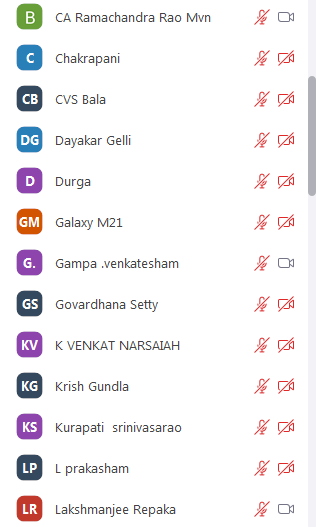 B CA Ramachandra Rao Mvn
C Chakrapani
CB CVS Bala
DG Dayakar Gelli
D Durga
GM Galaxy M21
G. Gampa .venkatesham
GS Govardhana Setty
KV K VENKAT NARSAIAH
KG Krish Gundla
KS Kurapati  srinivasarao
LP L prakasham
LR Lakshmanjee Repaka